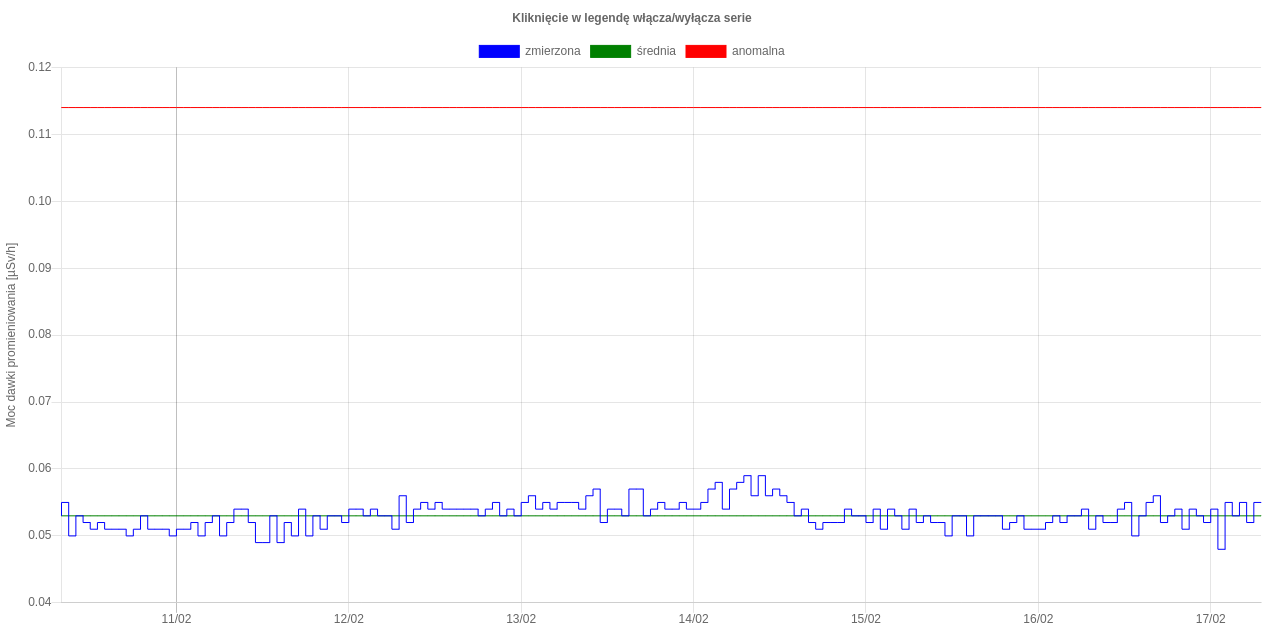 Kliknięcie w legendę włącza/wyłącza serie
zmierzona średnia anomalna
Moc dawki promieniowania [µSv/h]
0.12
0.11
0.10
0.09
0.08
0.07
0.06
0.05
0.04
11/02 12/02 13/02 14/02 15/02 16/02 17/02